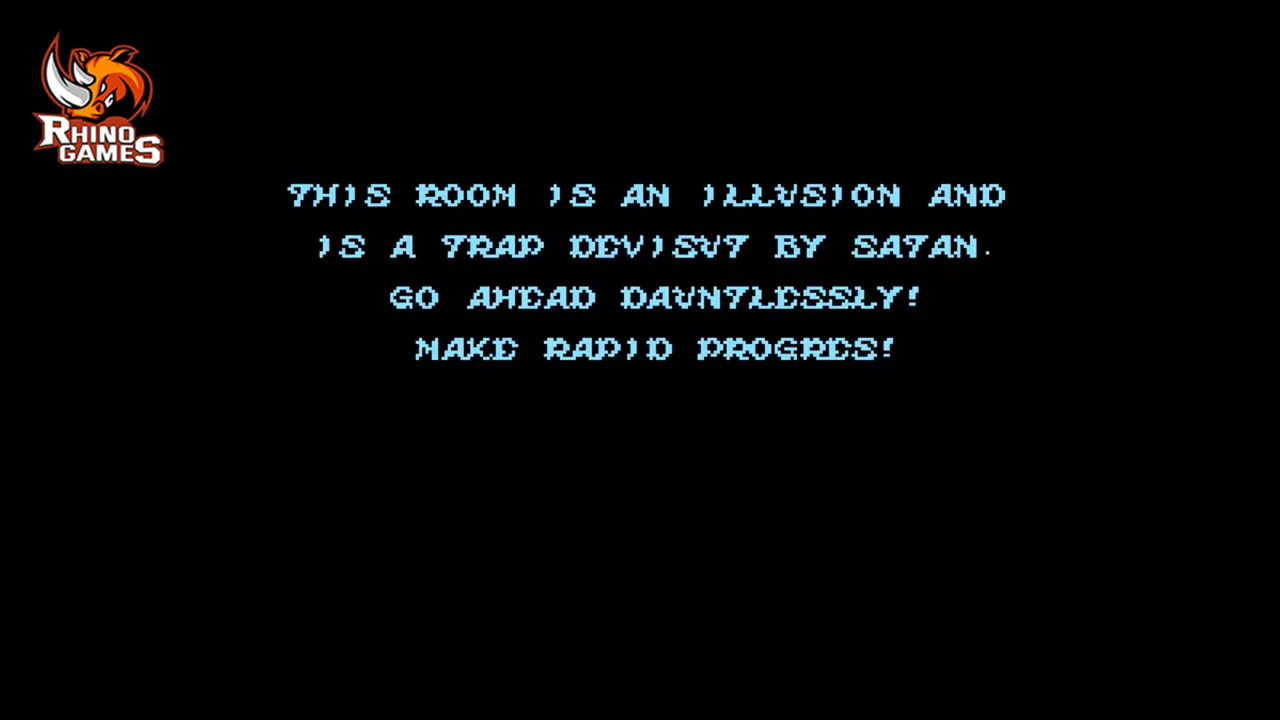 RHINO
GAMES
THIS ROOM IS AN ILLUSION AND
IS A TRAP DEVISUT BY SATAN.
GO AHEAD DAUNTLESSLY!
MAKE RAPID PROGRES!